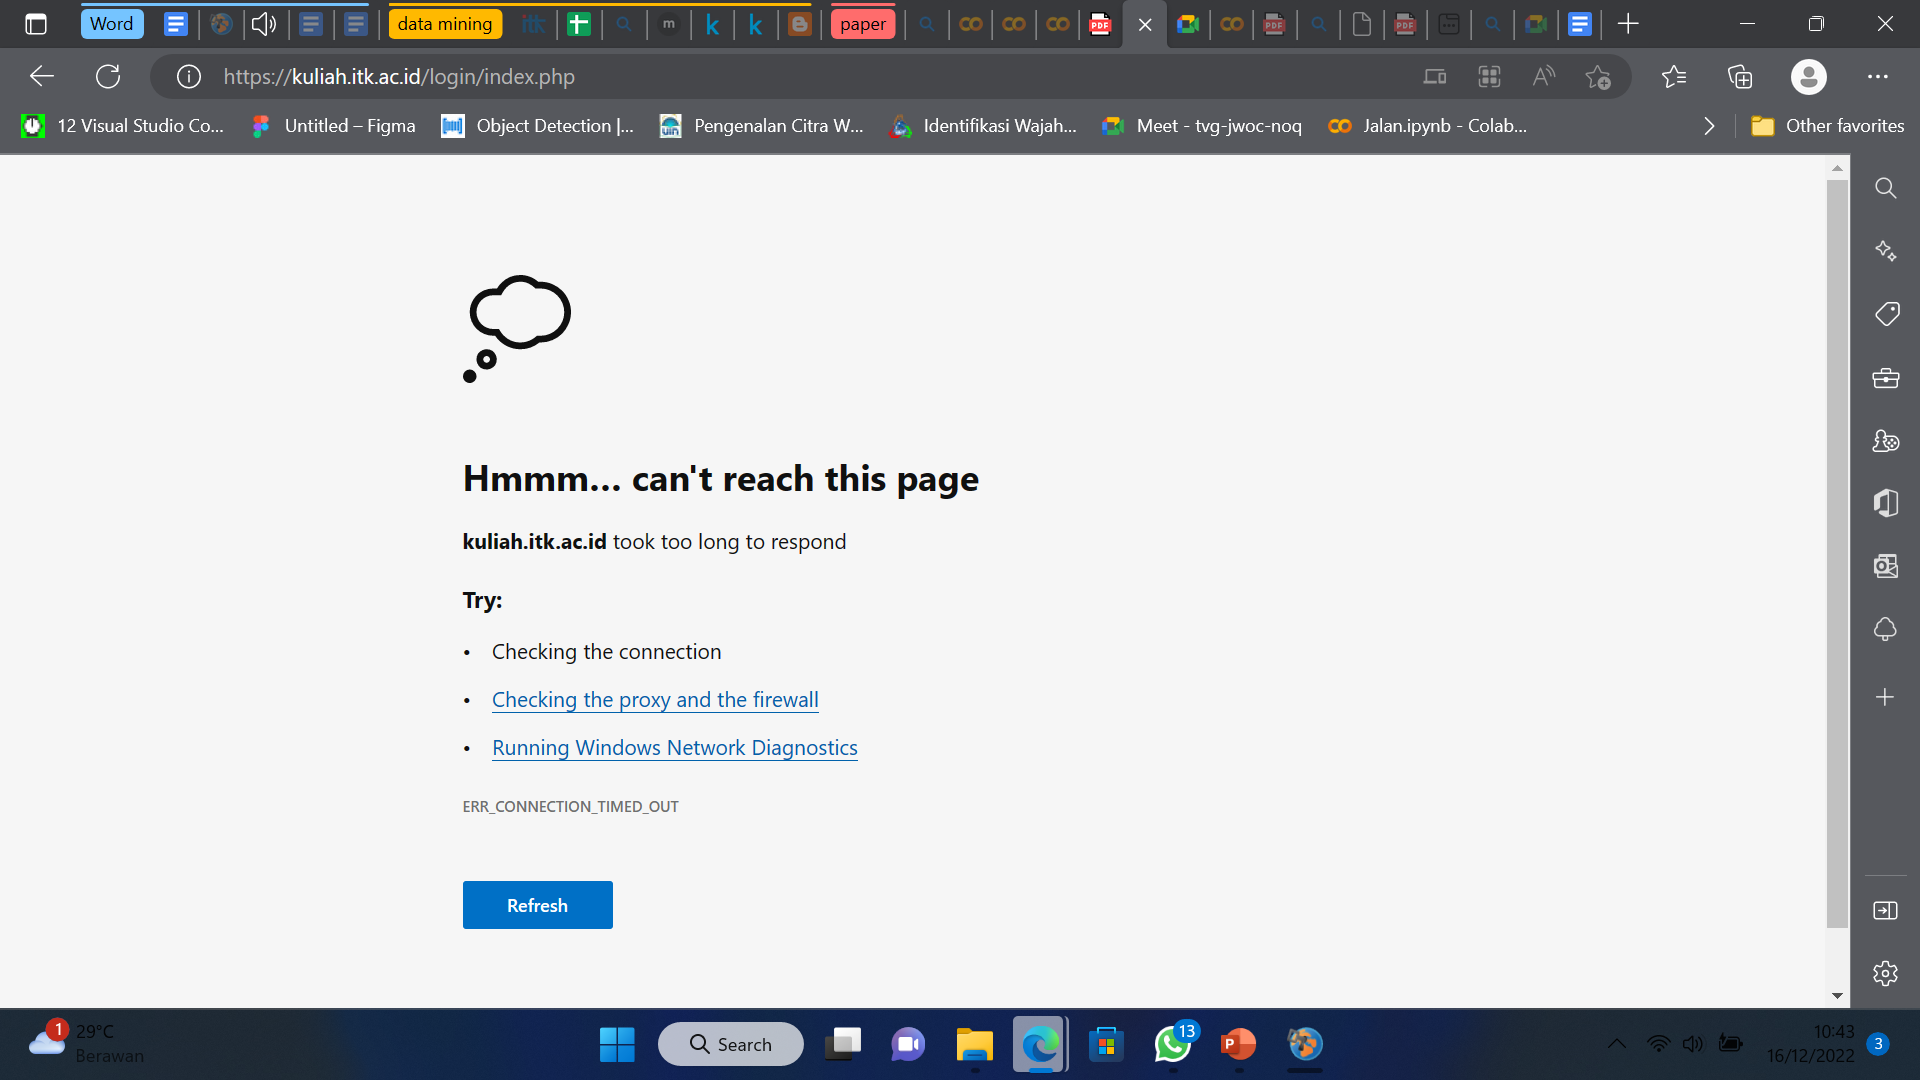 Word
data mining
paper
https://kuliah.itk.ac.id/login/index.php
12 Visual Studio Co...
Untitled – Figma
Object Detection |...
Pengenalan Citra W...
Identifikasi Wajah...
Meet - tvg-jwoc-noq
Jalan.ipynb - Colab...
Other favorites
Hmmm... can't reach this page
kuliah.itk.ac.id took too long to respond
Try:
• Checking the connection
• Checking the proxy and the firewall
• Running Windows Network Diagnostics
ERR_CONNECTION_TIMED_OUT
Refresh
1
29°C
Berawan
Search
13
10:43
16/12/2022
3